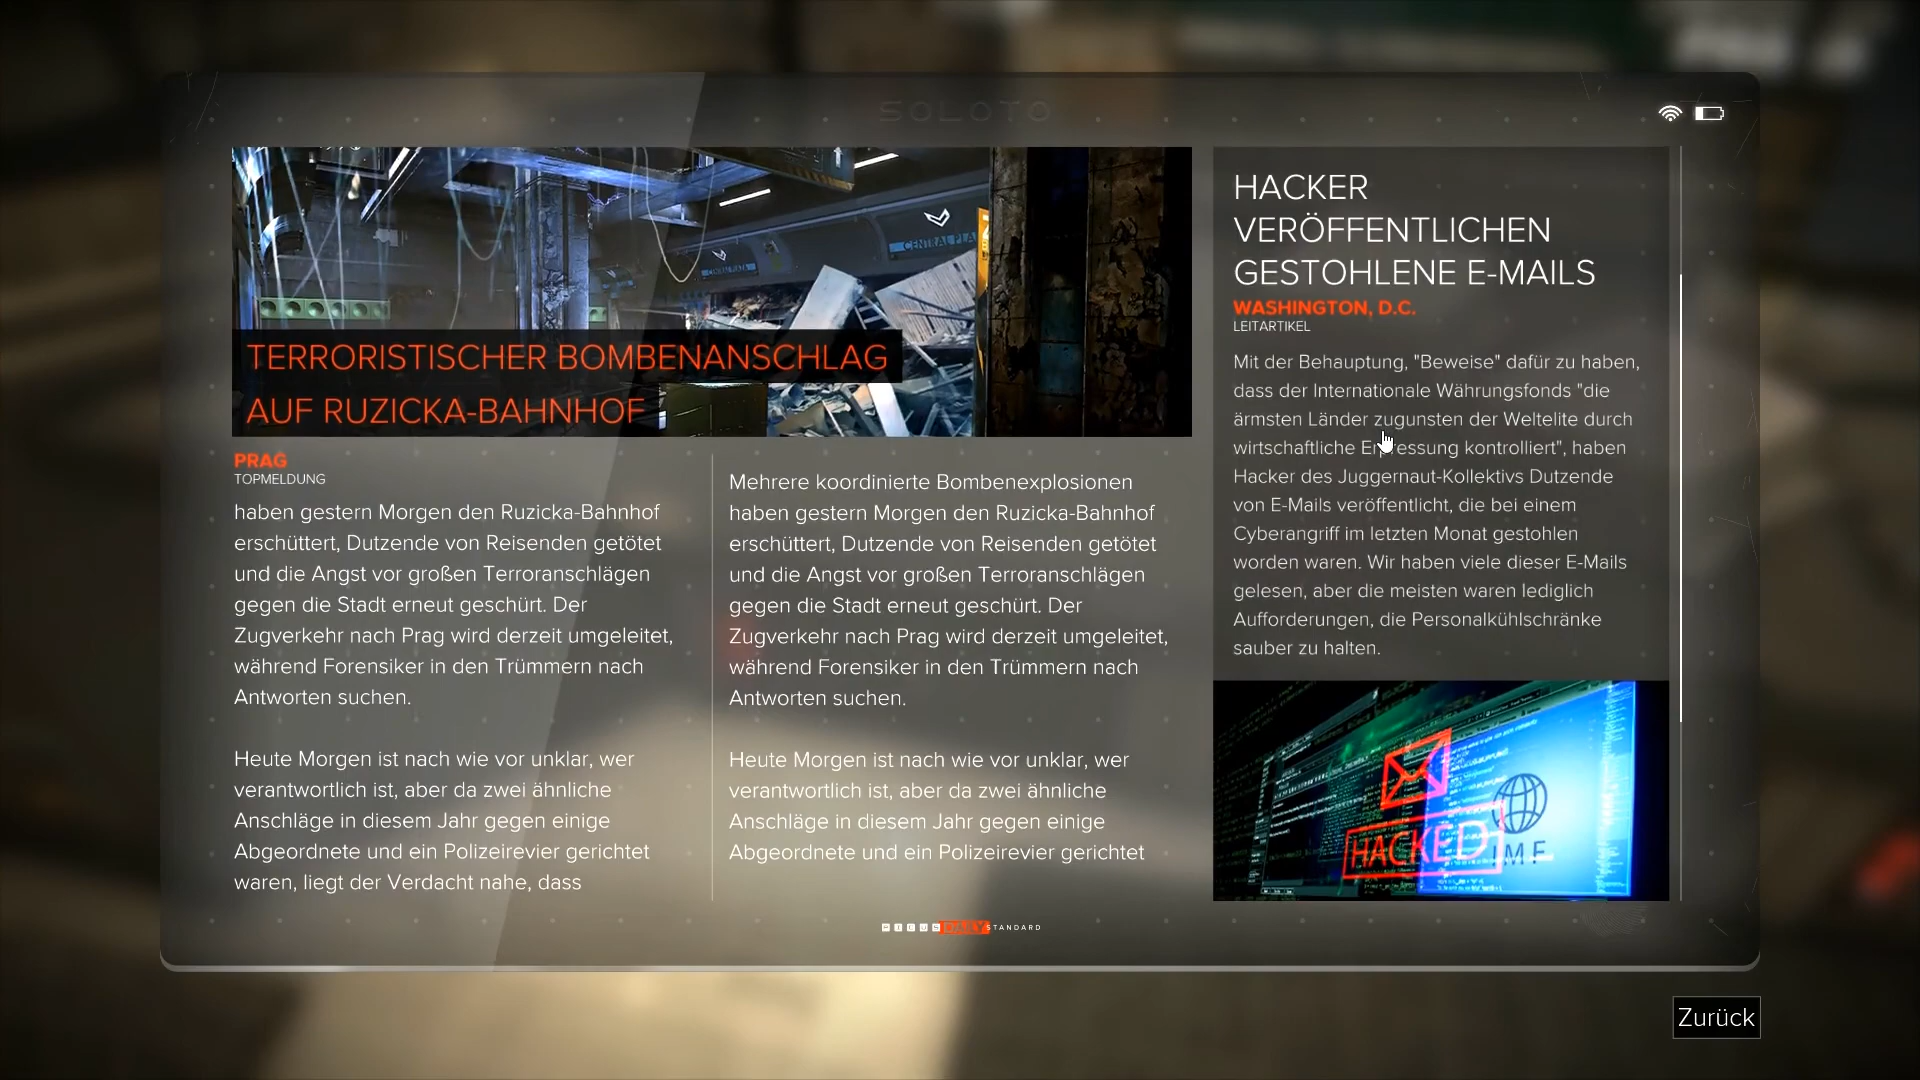 SOLOTO
CENTRAL PLA
CENTRAL PLAZA
TERRORISTISCHER BOMBENANSCHLAG
AUF RUZICKA-BAHNHOF
PRAG
TOPMELDUNG
haben gestern Morgen den Ruzicka-Bahnhof
erschüttert, Dutzende von Reisenden getötet
und die Angst vor großen Terroranschlägen
gegen die Stadt erneut geschürt. Der
Zugverkehr nach Prag wird derzeit umgeleitet,
während Forensiker in den Trümmern nach
Antworten suchen.
Heute Morgen ist nach wie vor unklar, wer
verantwortlich ist, aber da zwei ähnliche
Anschläge in diesem Jahr gegen einige
Abgeordnete und ein Polizeirevier gerichtet
waren, liegt der Verdacht nahe, dass
Mehrere koordinierte Bombenexplosionen
haben gestern Morgen den Ruzicka-Bahnhof
erschüttert, Dutzende von Reisenden getötet
und die Angst vor großen Terroranschlägen
gegen die Stadt erneut geschürt. Der
Zugverkehr nach Prag wird derzeit umgeleitet,
während Forensiker in den Trümmern nach
Antworten suchen.
Heute Morgen ist nach wie vor unklar, wer
verantwortlich ist, aber da zwei ähnliche
Anschläge in diesem Jahr gegen einige
Abgeordnete und ein Polizeirevier gerichtet
HACKER
VERÖFFENTLICHEN
GESTOHLENE E-MAILS
WASHINGTON, D.C.
LEITARTIKEL
Mit der Behauptung, "Beweise" dafür zu haben,
dass der Internationale Währungsfonds "die
ärmsten Länder zugunsten der Weltelite durch
wirtschaftliche Erpressung kontrolliert", haben
Hacker des Juggernaut-Kollektivs Dutzende
von E-Mails veröffentlicht, die bei einem
Cyberangriff im letzten Monat gestohlen
worden waren. Wir haben viele dieser E-Mails
gelesen, aber die meisten waren lediglich
Aufforderungen, die Personalkühlschränke
sauber zu halten.
HACKED
I.M.F.
PICUS DAILY STANDARD
Zurück